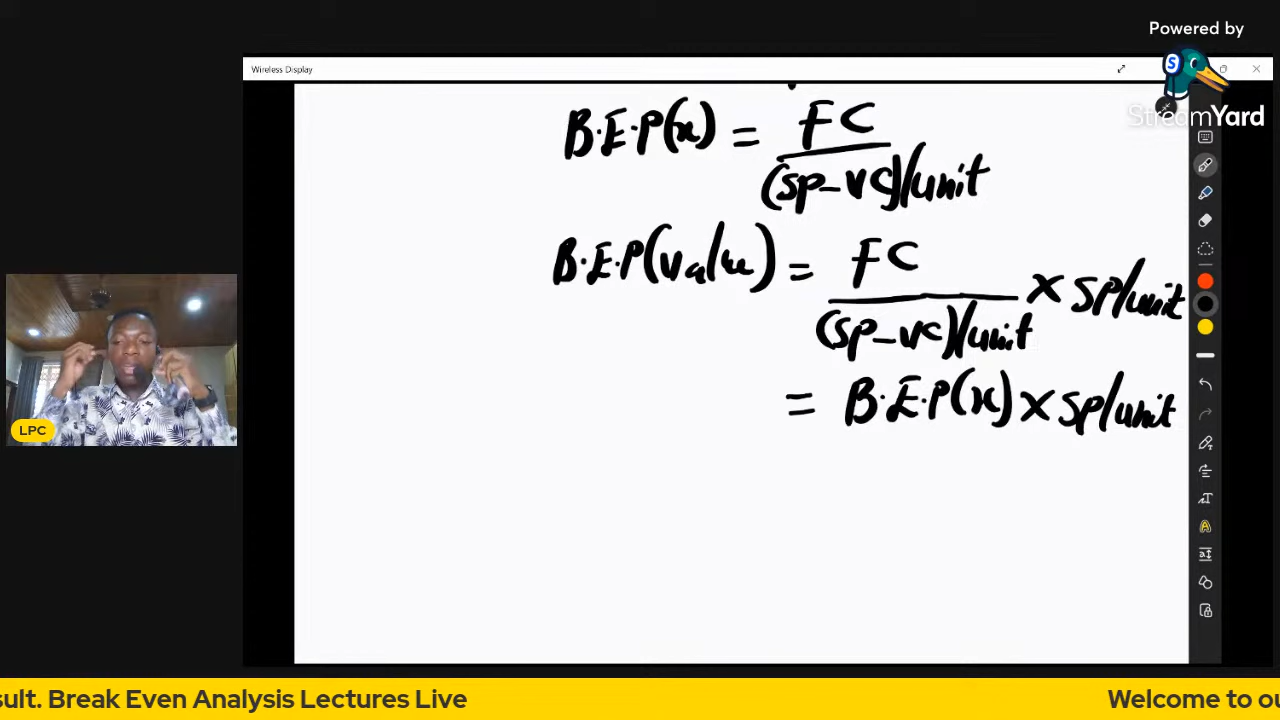 Powered by
StreamYard
Wireless Display
B.E.P(x) = FC
(SP-VC)/unit
B.E.P(value) = FC × SP/unit
(SP-VC)/unit
= B.E.P(x) × SP/unit
LPC
sult. Break Even Analysis Lectures Live
Welcome to ou